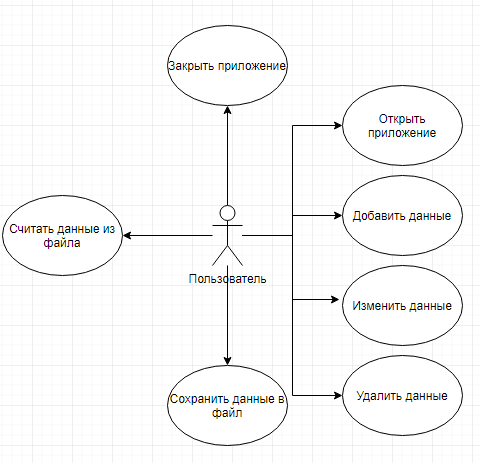 Закрыть приложение
Открыть
приложение
Добавить данные
Считать данные из
файла
Пользователь
Изменить данные
Сохранить данные в
файл
Удалить данные